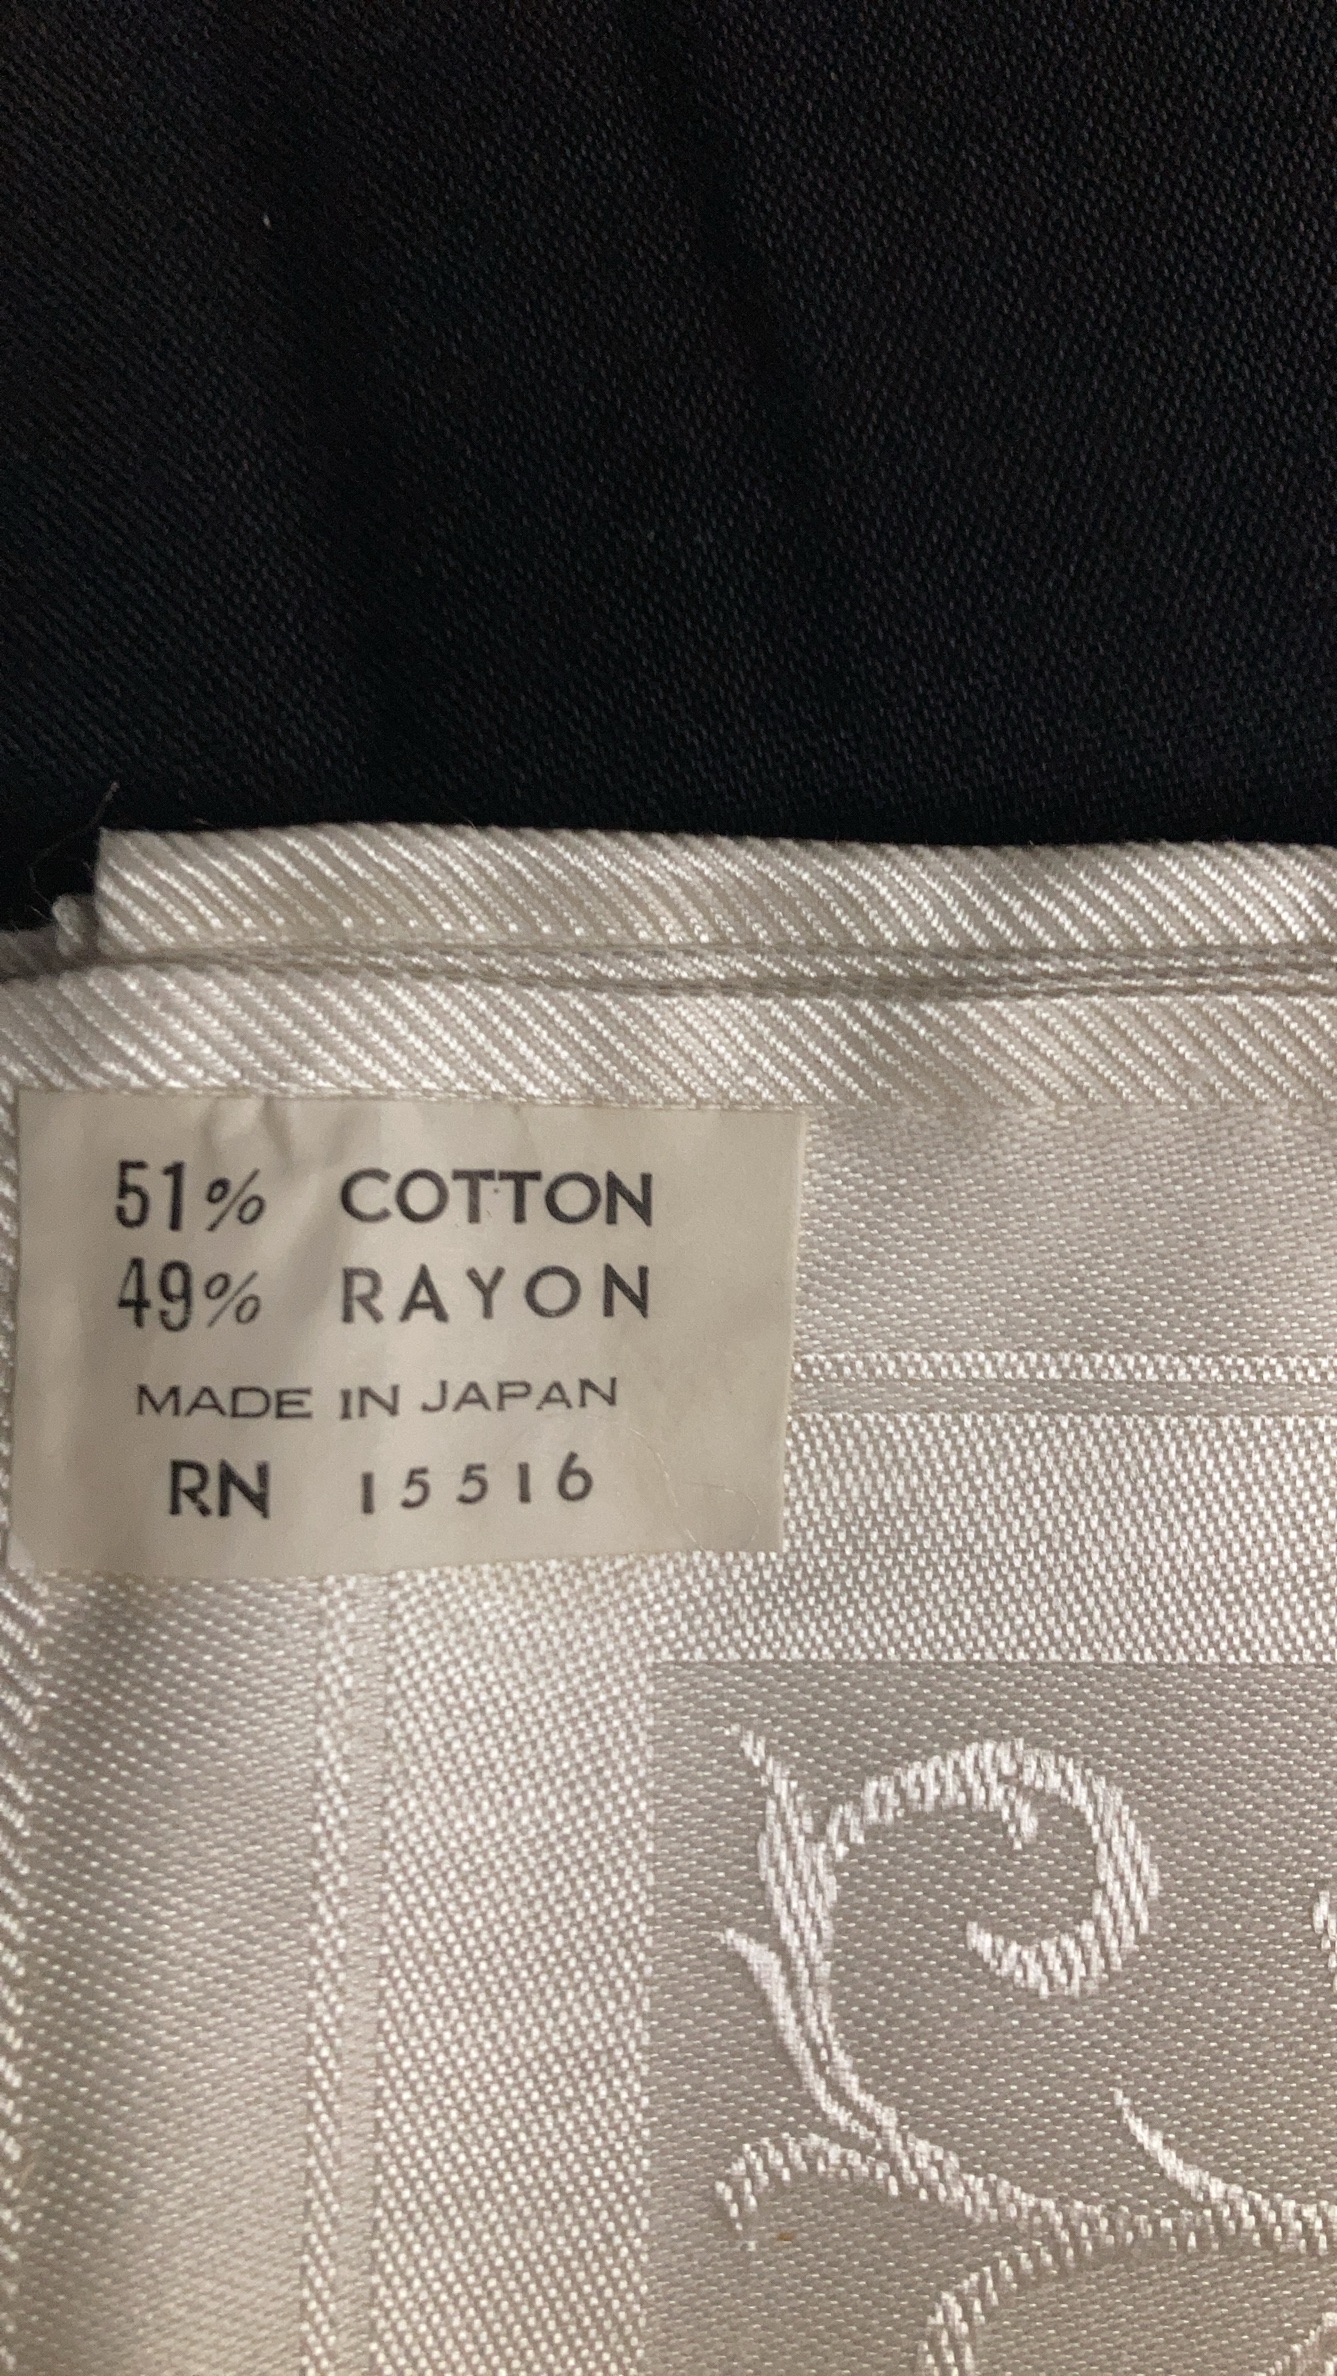 51% COTTON
49% RAYON
MADE IN JAPAN
RN 15516